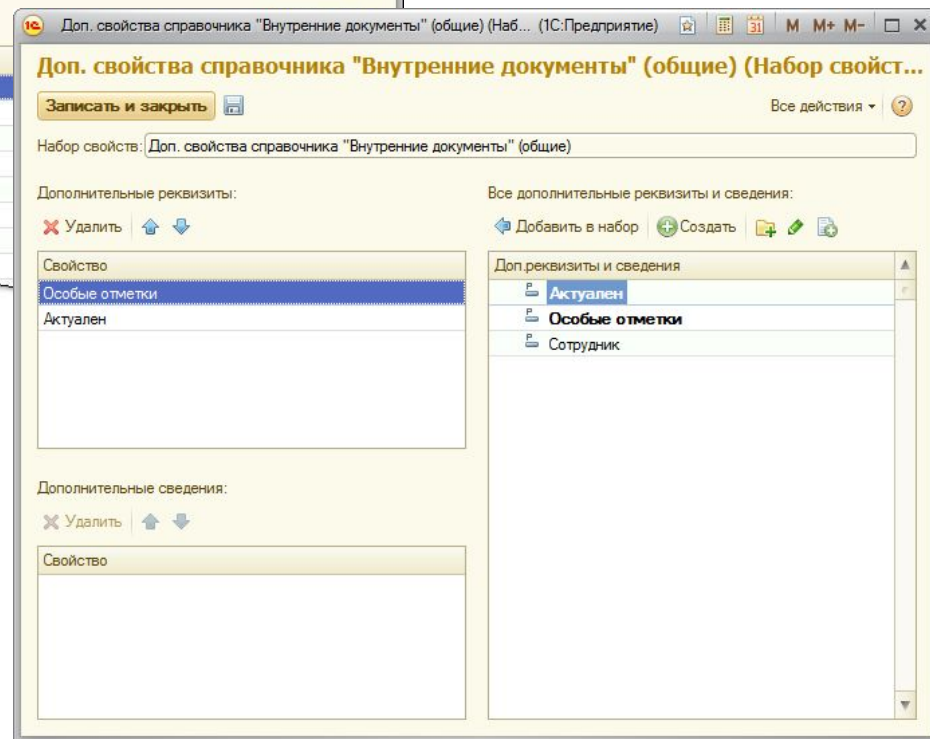 1С Доп. свойства справочника "Внутренние документы" (общие) (Наб... (1С:Предприятие) 31 M M+ M-
Доп. свойства справочника "Внутренние документы" (общие) (Набор свойст...
Записать и закрыть
Все действия
?
Набор свойств: Доп. свойства справочника "Внутренние документы" (общие)
Дополнительные реквизиты:
Удалить
Свойство
Особые отметки
Актуален
Дополнительные сведения:
Удалить
Свойство
Все дополнительные реквизиты и сведения:
Добавить в набор Создать
Доп.реквизиты и сведения
Актуален
Особые отметки
Сотрудник